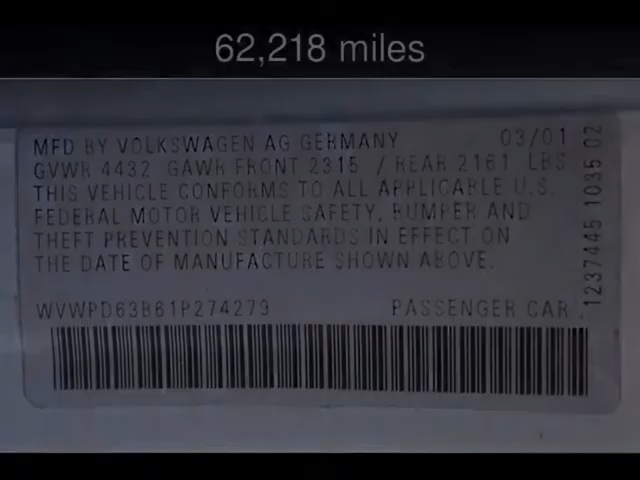 62,218 miles
MFD BY VOLKSWAGEN AG GERMANY 03/01
GVWR 4432 GAWR FRONT 2315 / REAR 2161 LBS
THIS VEHICLE CONFORMS TO ALL APPLICABLE U.S.
FEDERAL MOTOR VEHICLE SAFETY, BUMPER AND
THEFT PREVENTION STANDARDS IN EFFECT ON
THE DATE OF MANUFACTURE SHOWN ABOVE.
WVWPD63B61P274279 PASSENGER CAR
1237445 1035 02